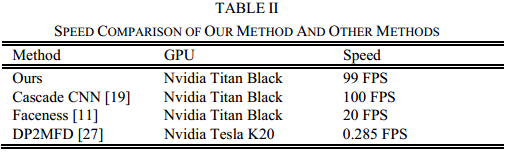 TABLE II
SPEED COMPARISON OF OUR METHOD AND OTHER METHODS
Method GPU Speed
Ours Nvidia Titan Black 99 FPS
Cascade CNN [19] Nvidia Titan Black 100 FPS
Faceness [11] Nvidia Titan Black 20 FPS
DP2MFD [27] Nvidia Tesla K20 0.285 FPS